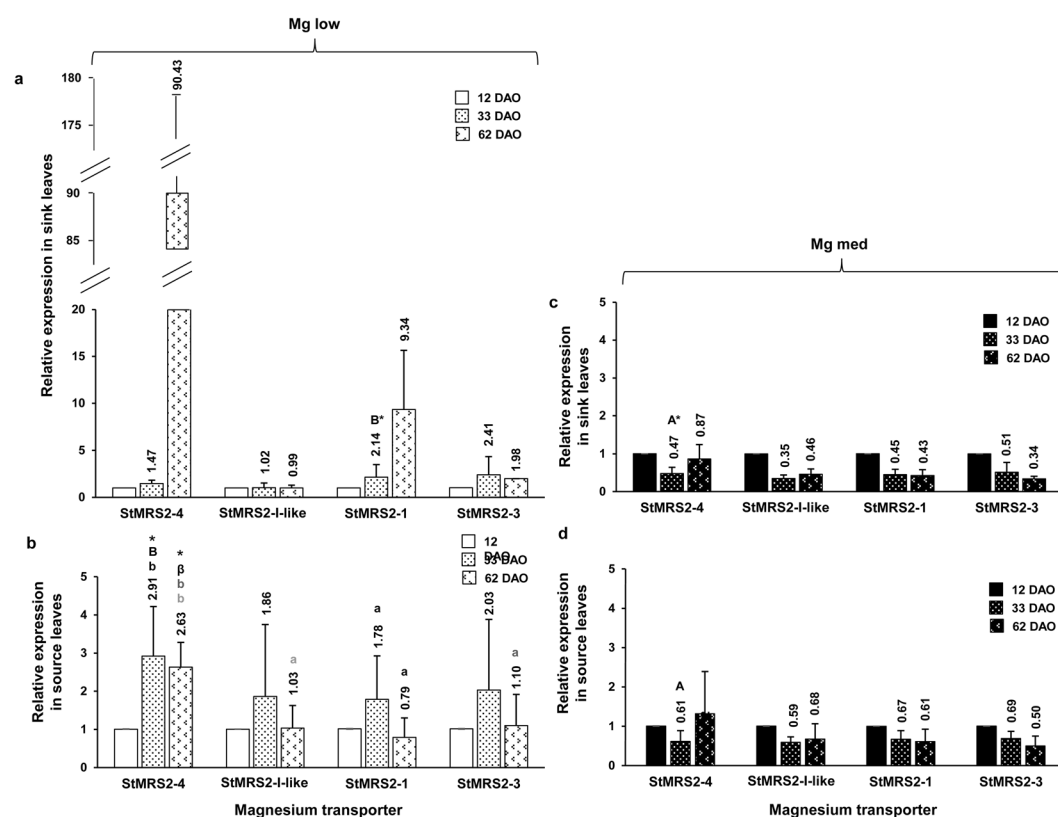 Mg low
a
180
175
90
85
20
15
10
5
0
Relative expression in sink leaves
12 DAO
33 DAO
62 DAO
1.47
90.43
1.02
0.99
B*
2.14
9.34
2.41
1.98
StMRS2-4 StMRS2-I-like StMRS2-1 StMRS2-3
b
5
4
3
2
1
0
Relative expression
in source leaves
12
DAO
33 DAO
62 DAO
*
B
b
2.91
*
β
b
b
2.63
1.86
a
1.03
a
1.78
a
0.79
2.03
a
1.10
StMRS2-4 StMRS2-I-like StMRS2-1 StMRS2-3
Magnesium transporter
Mg med
c
5
4
3
2
1
0
Relative expression
in sink leaves
12 DAO
33 DAO
62 DAO
A*
0.47
0.87
0.35
0.46
0.45
0.43
0.51
0.34
StMRS2-4 StMRS2-I-like StMRS2-1 StMRS2-3
d
5
4
3
2
1
0
Relative expression
in source leaves
12 DAO
33 DAO
62 DAO
A
0.61
0.59
0.68
0.67
0.61
0.69
0.50
StMRS2-4 StMRS2-I-like StMRS2-1 StMRS2-3
Magnesium transporter